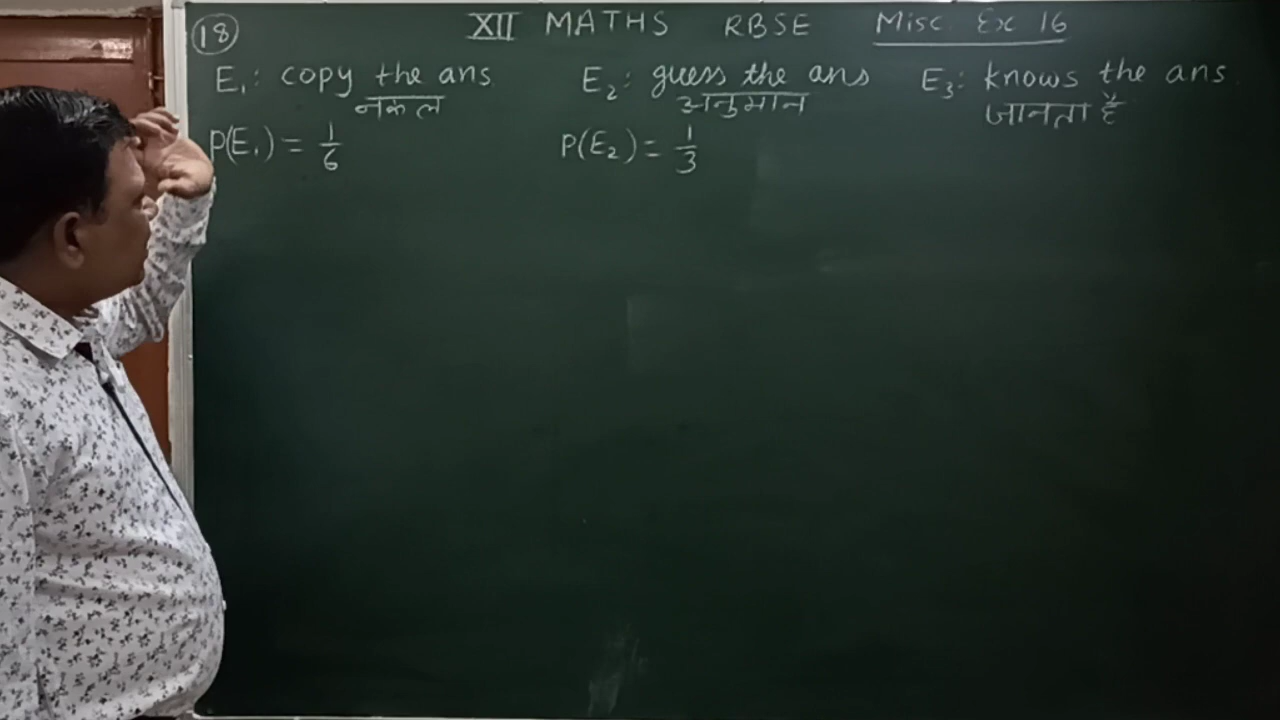 (18) XII MATHS RBSE Misc Ex 16
E₁: copy the ans E₂: guess the ans E₃: knows the ans
नकल अनुमान जानता है
P(E₁) = 1/6 P(E₂) = 1/3